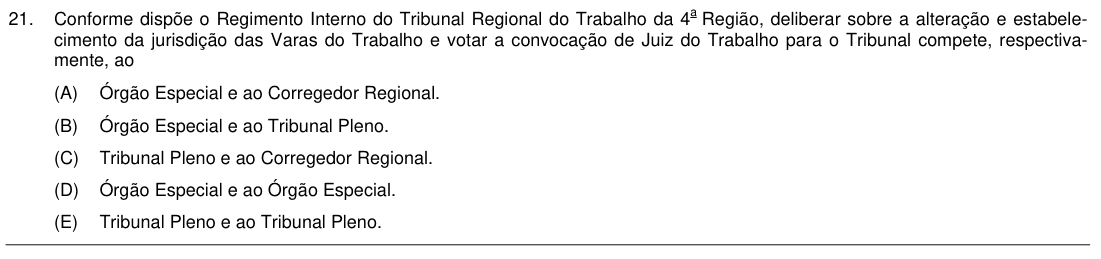 21. Conforme dispõe o Regimento Interno do Tribunal Regional do Trabalho da 4ª Região, deliberar sobre a alteração e estabele-
cimento da jurisdição das Varas do Trabalho e votar a convocação de Juiz do Trabalho para o Tribunal compete, respectiva-
mente, ao
(A) Órgão Especial e ao Corregedor Regional.
(B) Órgão Especial e ao Tribunal Pleno.
(C) Tribunal Pleno e ao Corregedor Regional.
(D) Órgão Especial e ao Órgão Especial.
(E) Tribunal Pleno e ao Tribunal Pleno.